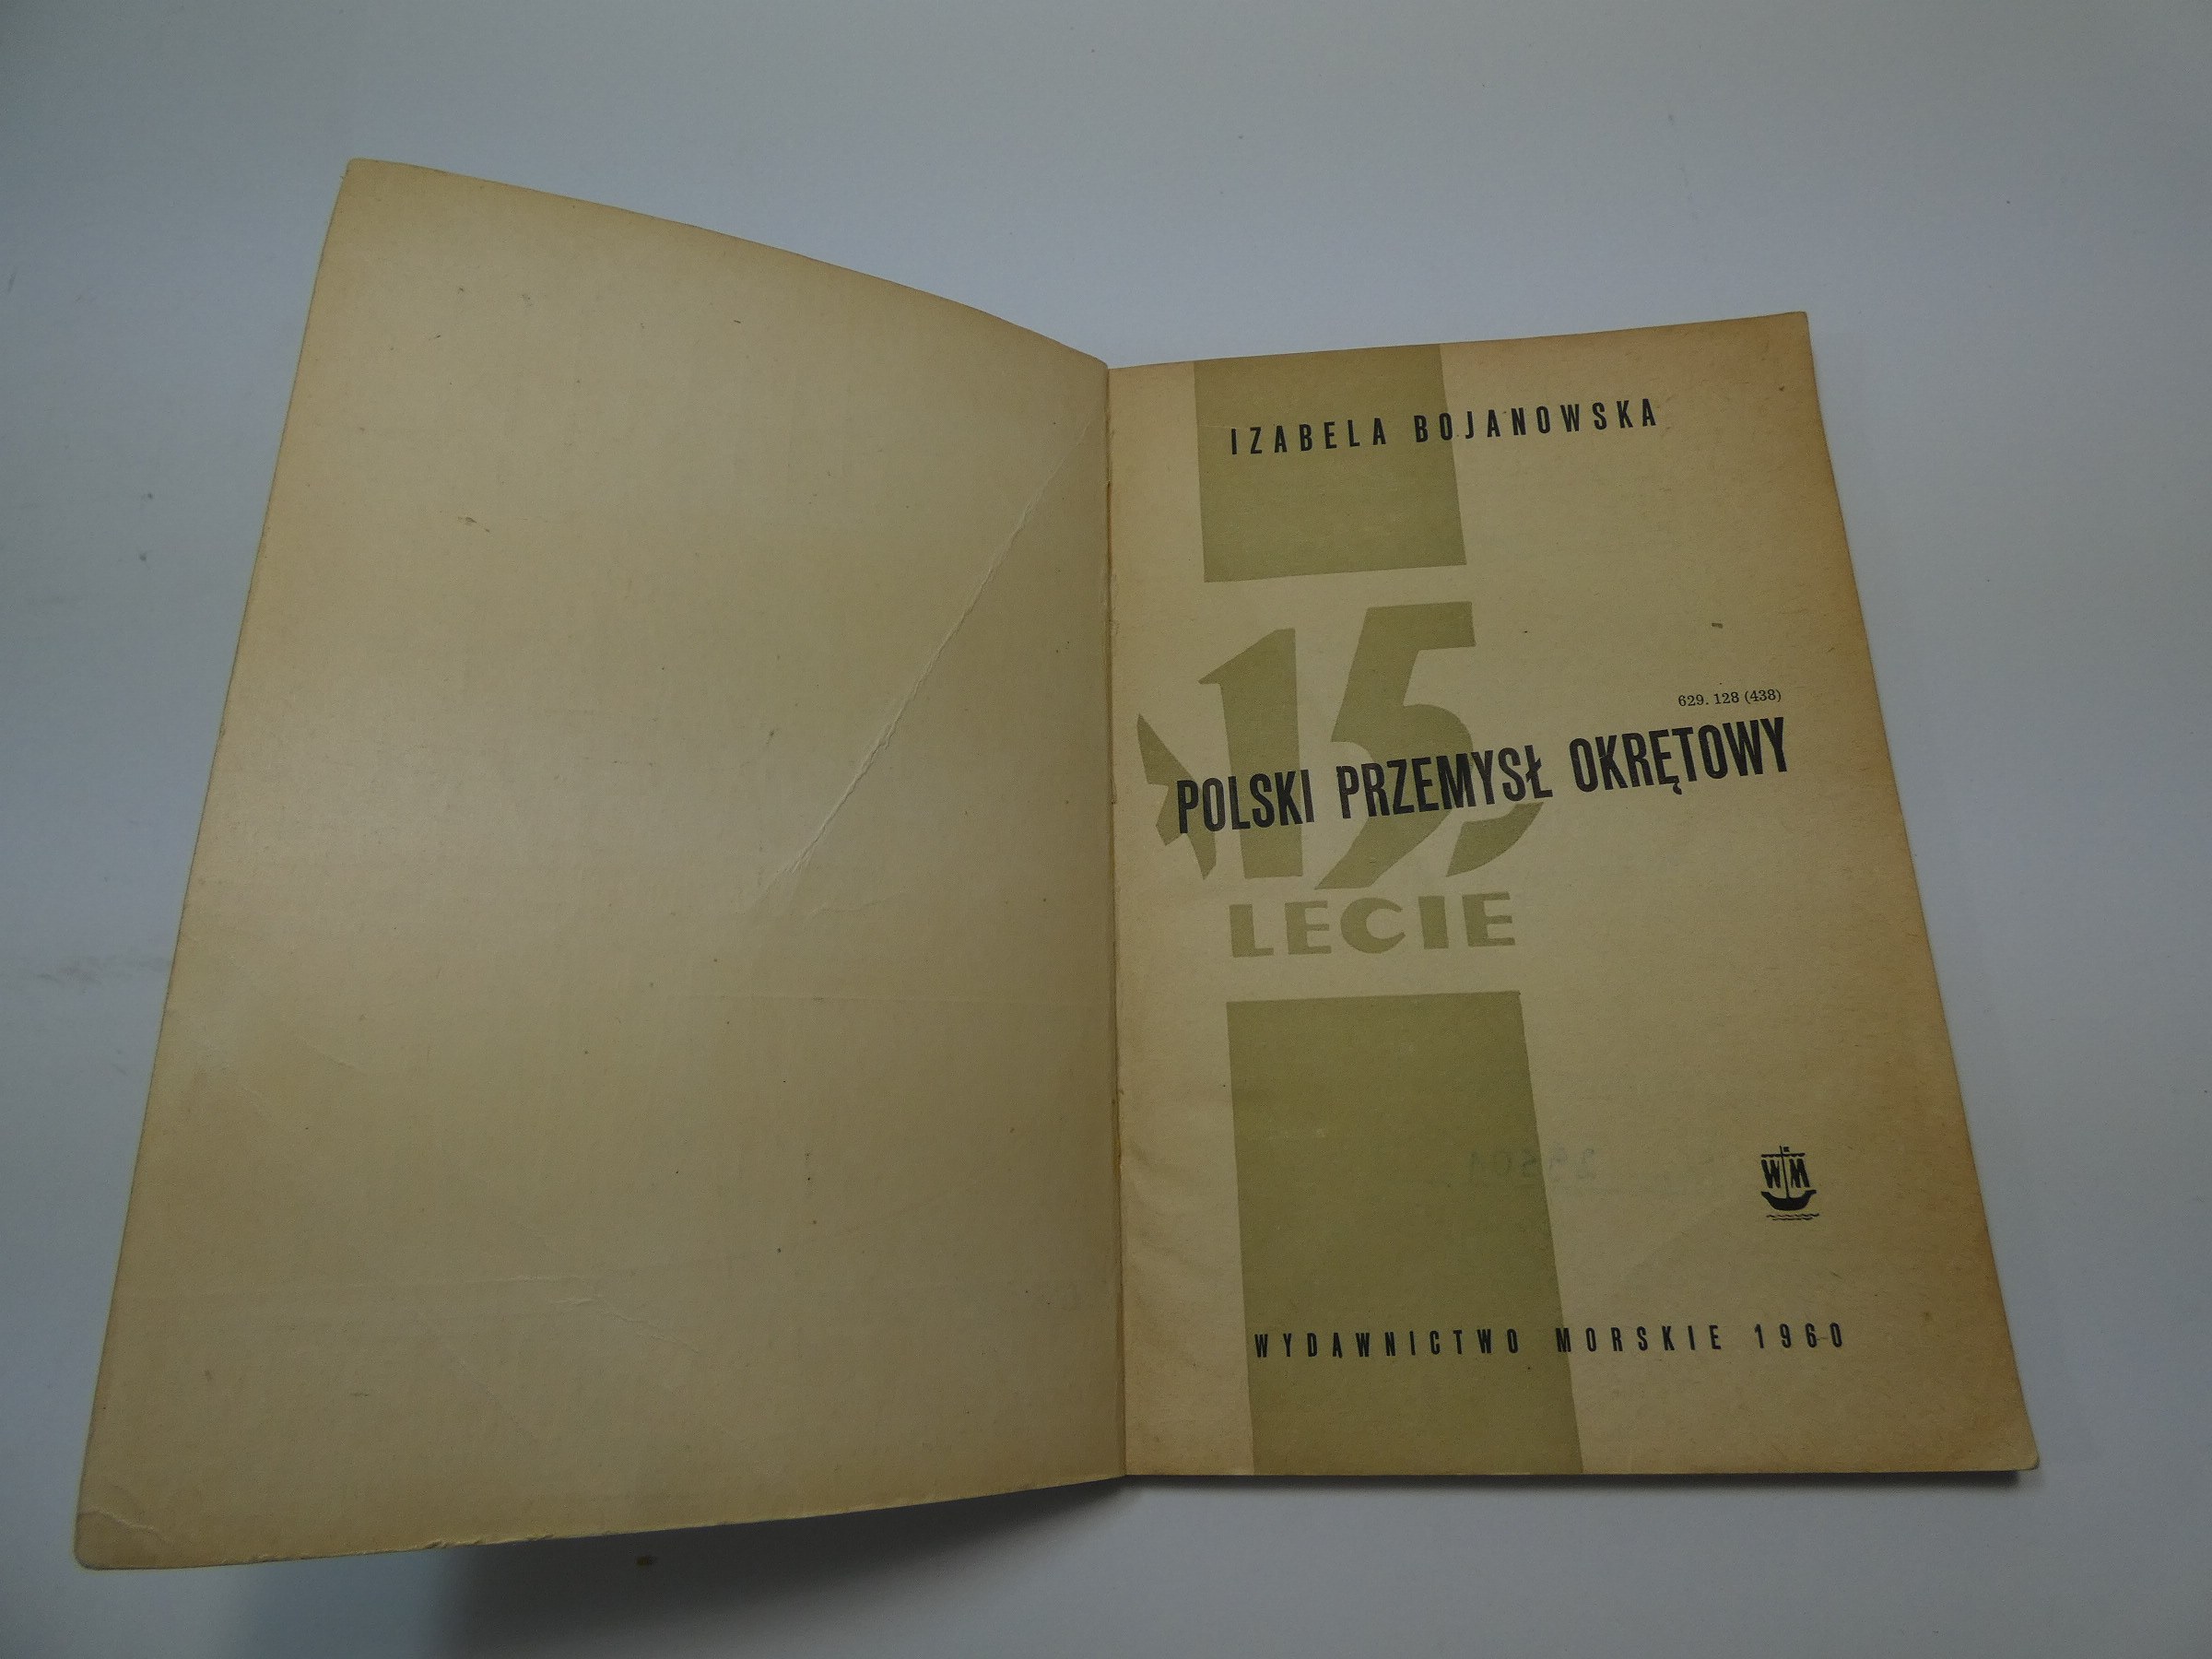 IZABELA BOJANOWSKA
15
LECIE
629. 128 (438)
POLSKI PRZEMYSŁ OKRĘTOWY
WM
WYDAWNICTWO MORSKIE 1960